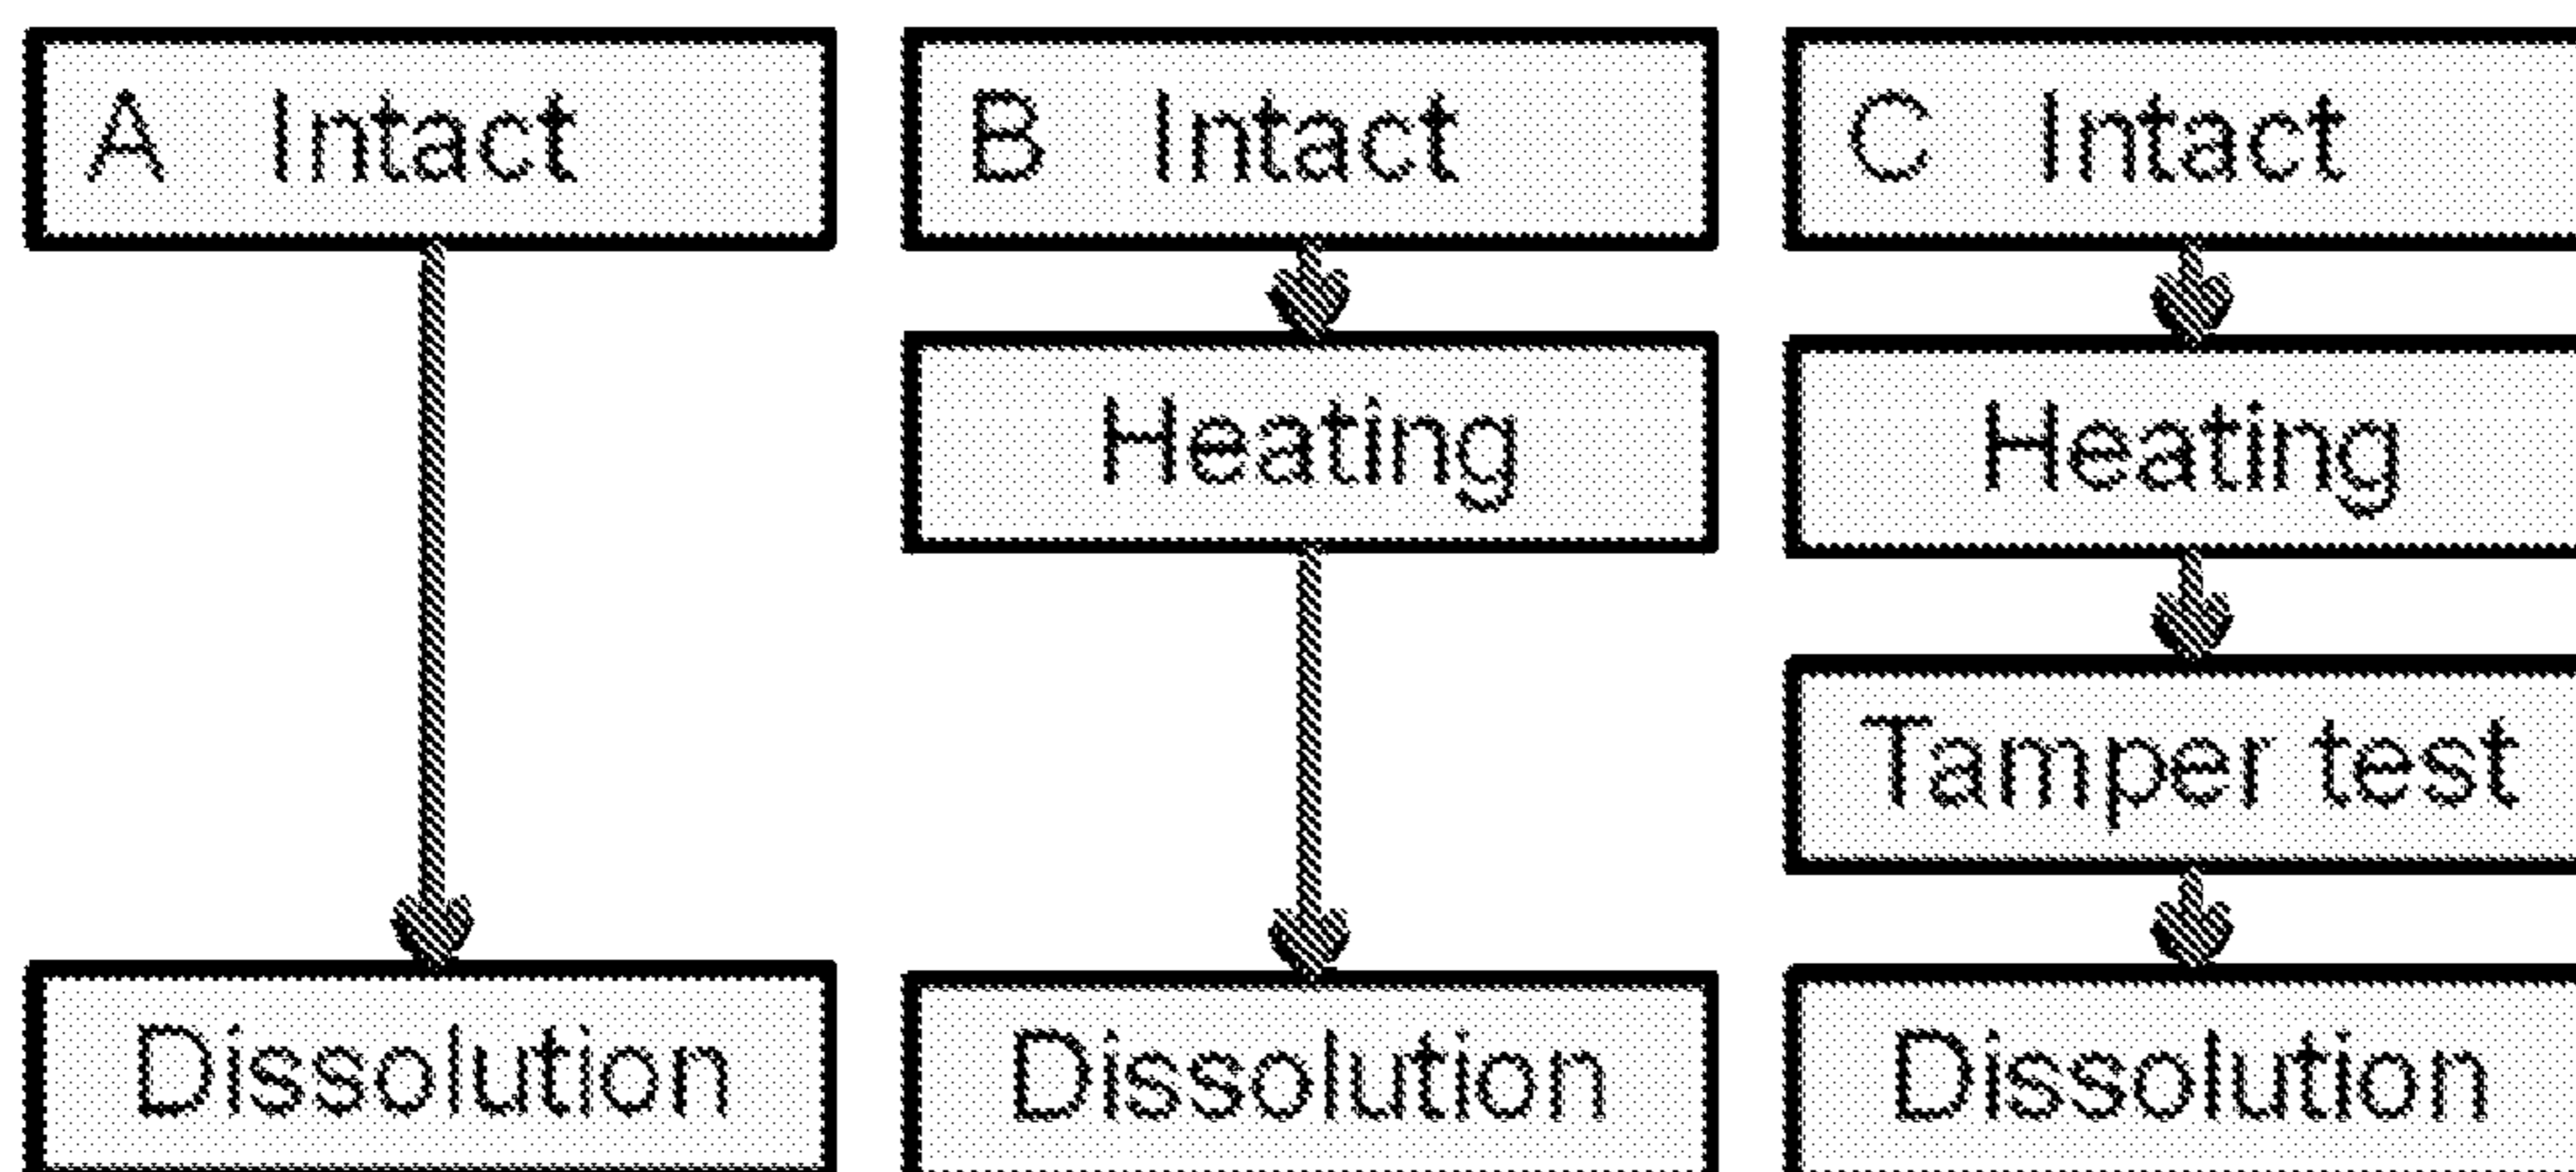 A Intact
B Intact
C Intact
Heating
Heating
Tamper test
Dissolution
Dissolution
Dissolution